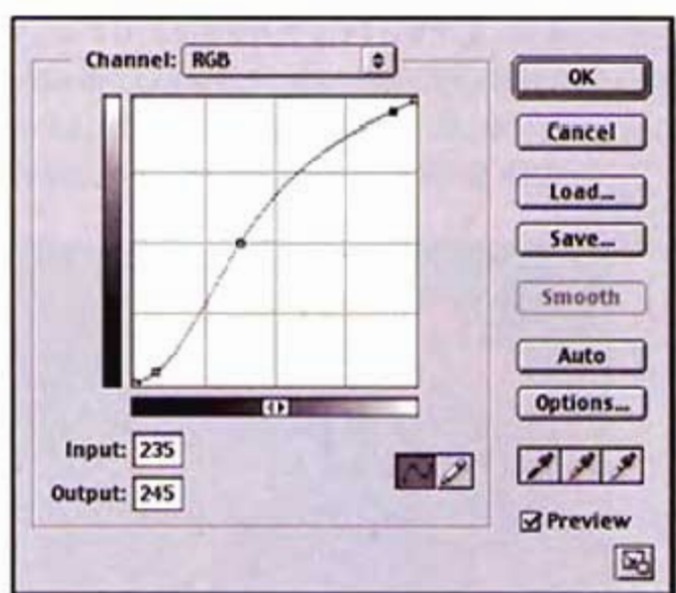 Channel: RGB
OK
Cancel
Load...
Save...
Smooth
Auto
Options...
Input: 235
Output: 245
Preview